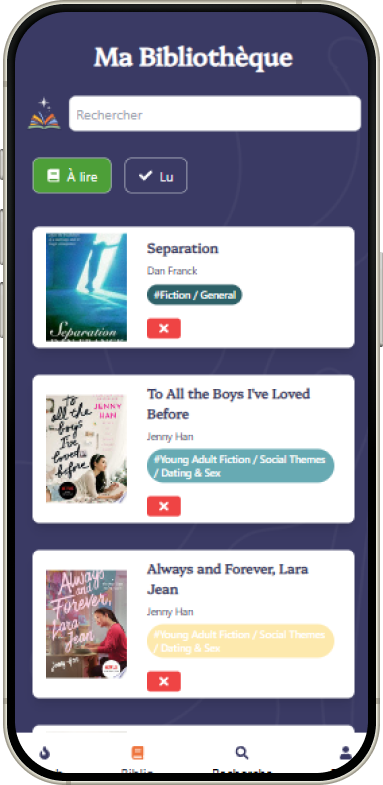 Ma Bibliothèque
Rechercher
À lire
Lu
Separation
Separation
Dan Franck
#Fiction / General
to
all the
boys
I've
loved
before
JENNY
HAN
To All the Boys I've Loved
Before
Jenny Han
#Young Adult Fiction / Social Themes
/ Dating & Sex
Always
and
Forever,
Lara
Jean
Jenny Han
Always and Forever, Lara
Jean
Jenny Han
#Young Adult Fiction / Social Themes
/ Dating & Sex
Biblio
Recherche